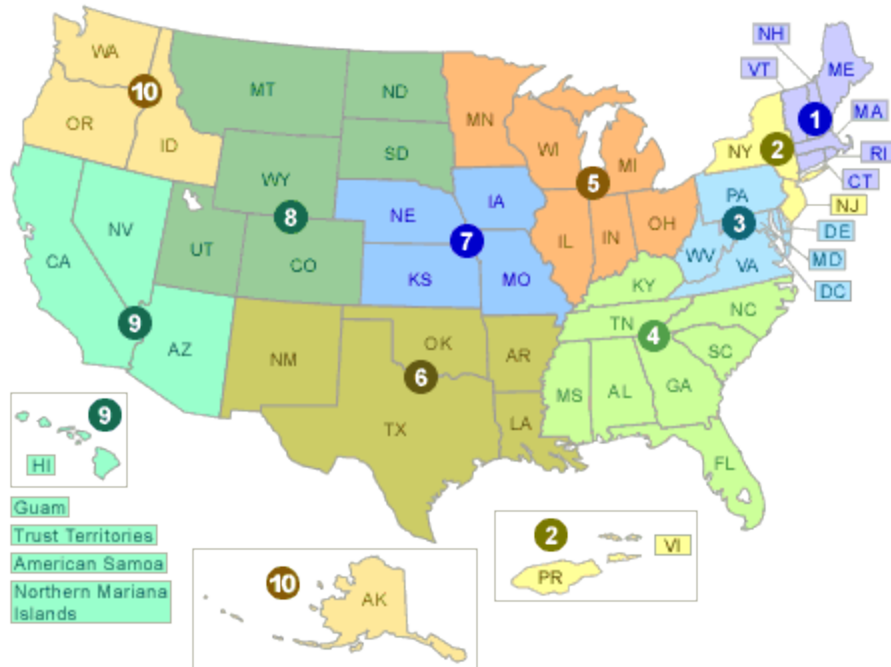 NH
WA
VT
ME
MT
ND
10
MN
MA
OR
1
WI
MI
NY
2
ID
SD
RI
WY
5
CT
PA
IA
NE
NJ
8
3
NV
OH
DE
IL
IN
7
UT
WV
MD
CA
CO
VA
KS
MO
KY
DC
NC
9
TN
4
OK
AZ
NM
AR
SC
6
MS
AL
GA
9
LA
TX
HI
FL
Guam
Trust Territories
2
VI
American Samoa
PR
10
Northern Mariana
Islands
AK